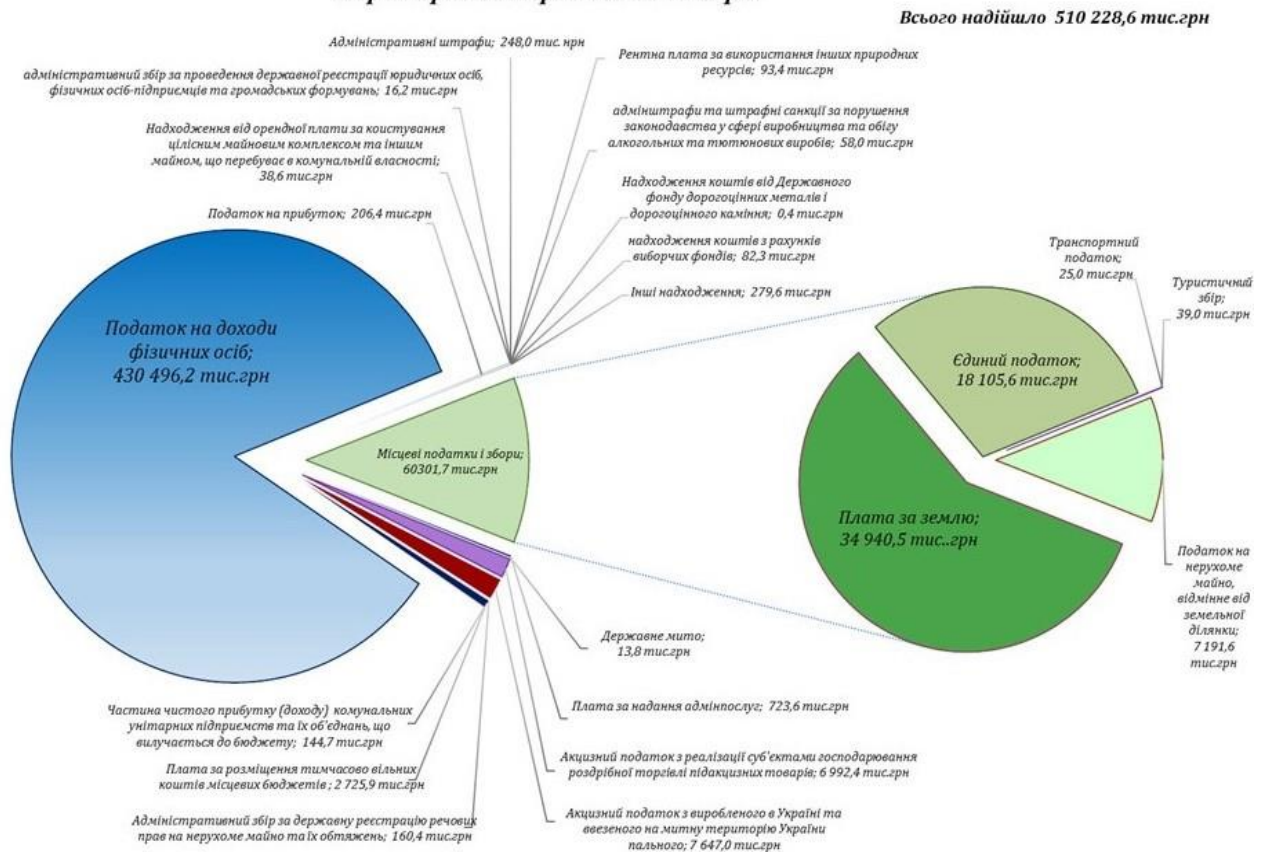 Всього надійшло 510 228,6 тис.грн
Адміністративні штрафи; 248,0 тис. нрн
адміністративний збір за проведення державної реєстрації юридичних осіб,
фізичних осіб-підприємців та громадських формувань; 16,2 тис.грн
Надходження від орендної плати за коистування
цілісним майновим комплексом та іншим
майном, що перебуває в комунальній власності;
38,6 тис.грн
Податок на прибуток; 206,4 тис.грн
Рентна плата за використання інших природних
ресурсів; 93,4 тис.грн
адмінштрафи та штрафні санкції за порушення
законодавства у сфері виробництва та обігу
алкогольних та тютюнових виробів; 58,0 тис.грн
Надходження коштів від Державного
фонду дорогоцінних металів і
дорогоцінного каміння; 0,4 тис.грн
надходження коштів з рахунків
виборчих фондів; 82,3 тис.грн
Інші надходження; 279,6 тис.грн
Податок на доходи
фізичних осіб;
430 496,2 тис.грн
Місцеві податки і збори;
60301,7 тис.грн
Транспортний
податок;
25,0 тис.грн
Туристичний
збір;
39,0 тис.грн
Єдиний податок;
18 105,6 тис.грн
Плата за землю;
34 940,5 тис..грн
Податок на
нерухоме
майно,
відмінне від
земельної
ділянки;
7 191,6
тис.грн
Державне мито;
13,8 тис.грн
Плата за надання адмінпослуг; 723,6 тис.грн
Акцизний податок з реалізації суб'єктами господарювання
роздрібної торгівлі підакцизних товарів; 6 992,4 тис.грн
Акцизний податок з виробленого в Україні та
ввезеного на митну територію України
пального; 7 647,0 тис.грн
Частина чистого прибутку (доходу) комунальних
унітарних підприємств та їх об'єднань, що
вилучається до бюджету; 144,7 тис.грн
Плата за розміщення тимчасово вільних
коштів місцевих бюджетів ; 2 725,9 тис.грн
Адміністративний збір за державну реєстрацію речових
прав на нерухоме майно та їх обтяжень; 160,4 тис.грн